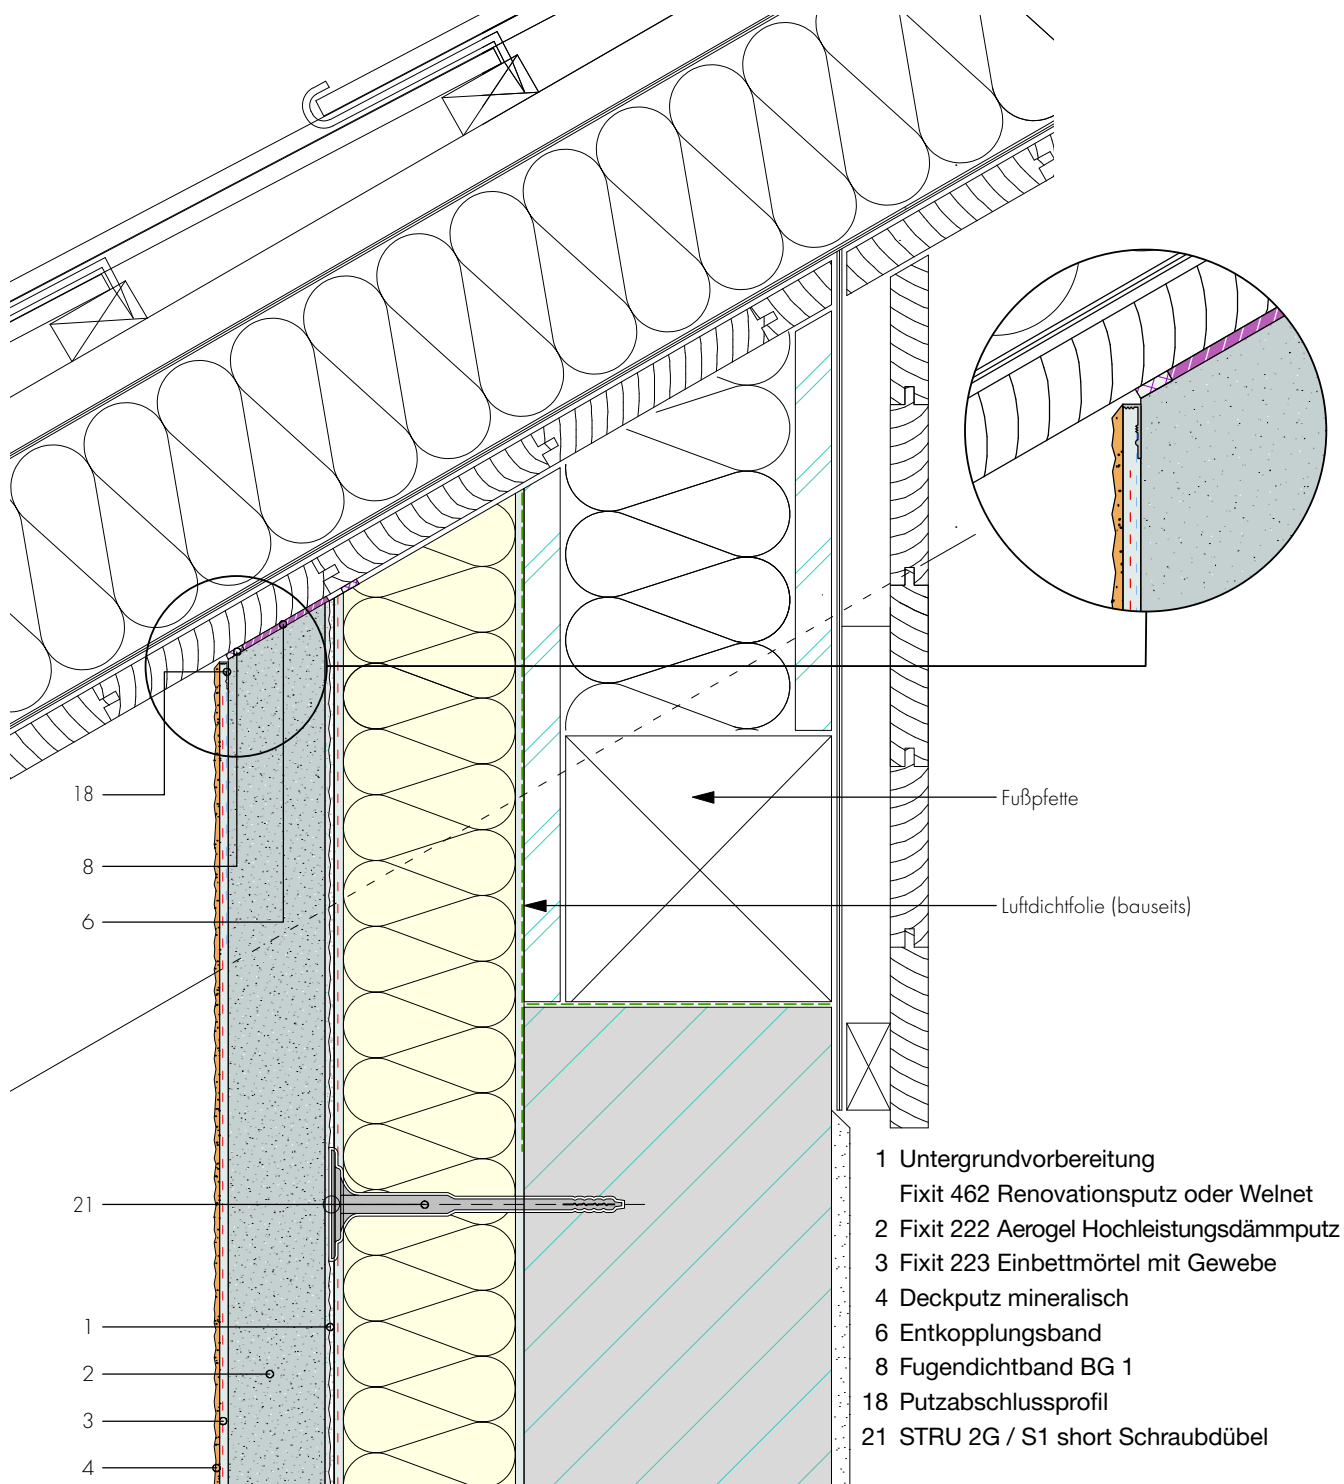 18
8
6
Fußpfette
Luftdichtfolie (bauseits)
21
1
2
3
4
1 Untergrundvorbereitung
Fixit 462 Renovationsputz oder Welnet
2 Fixit 222 Aerogel Hochleistungsdämmputz
3 Fixit 223 Einbettmörtel mit Gewebe
4 Deckputz mineralisch
6 Entkopplungsband
8 Fugendichtband BG 1
18 Putzabschlussprofil
21 STRU 2G / S1 short Schraubdübel